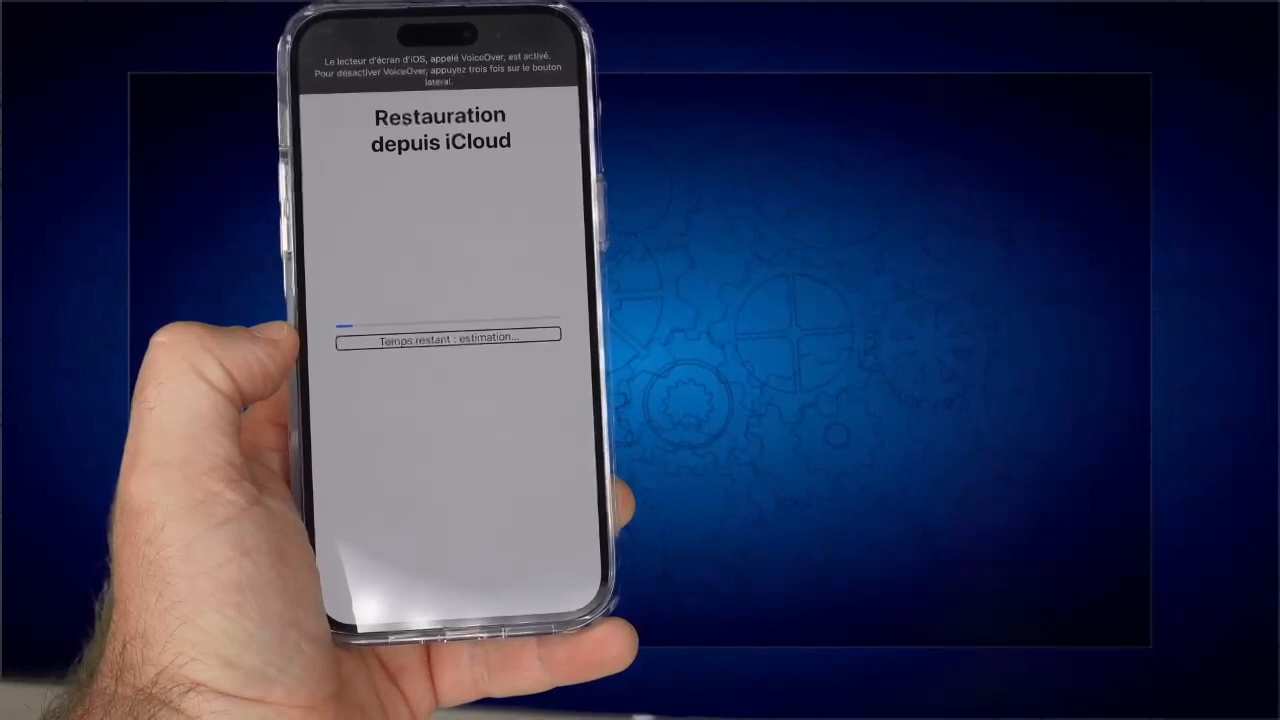 Le lecteur d'écran d'iOS, appelé VoiceOver, est activé.
Pour désactiver VoiceOver, appuyez trois fois sur le bouton
latéral.
Restauration
depuis iCloud
Temps restant : estimation...